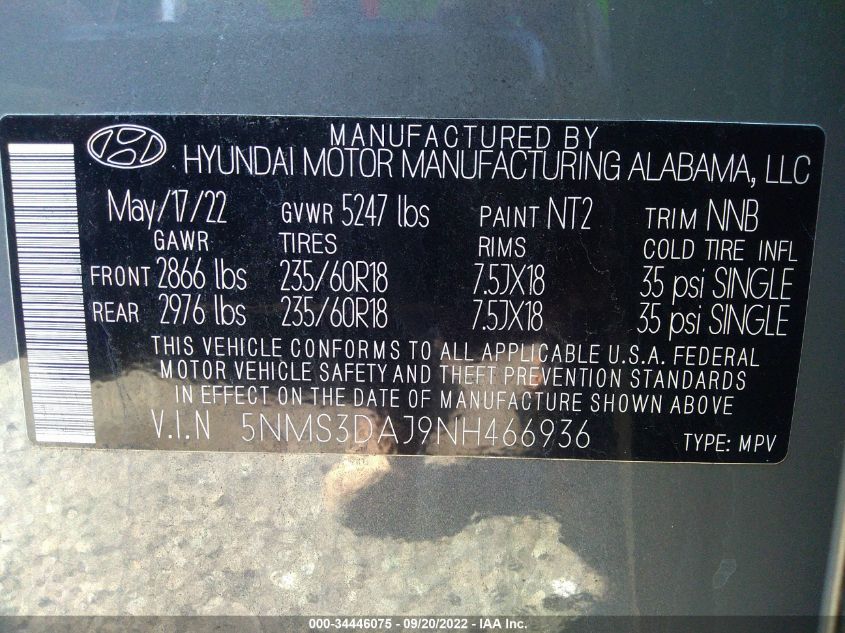 MANUFACTURED BY
HYUNDAI MOTOR MANUFACTURING ALABAMA, LLC
May/17/22 GVWR 5247 lbs PAINT NT2 TRIM NNB
GAWR TIRES RIMS COLD TIRE INFL
FRONT 2866 lbs 235/60R18 7.5JX18 35 psi SINGLE
REAR 2976 lbs 235/60R18 7.5JX18 35 psi SINGLE
THIS VEHICLE CONFORMS TO ALL APPLICABLE U.S.A. FEDERAL
MOTOR VEHICLE SAFETY AND THEFT PREVENTION STANDARDS
IN EFFECT ON THE DATE OF MANUFACTURE SHOWN ABOVE
V.I.N 5NMS3DAJ9NH466936 TYPE: MPV
000-34446075 - 09/20/2022 - IAA Inc.